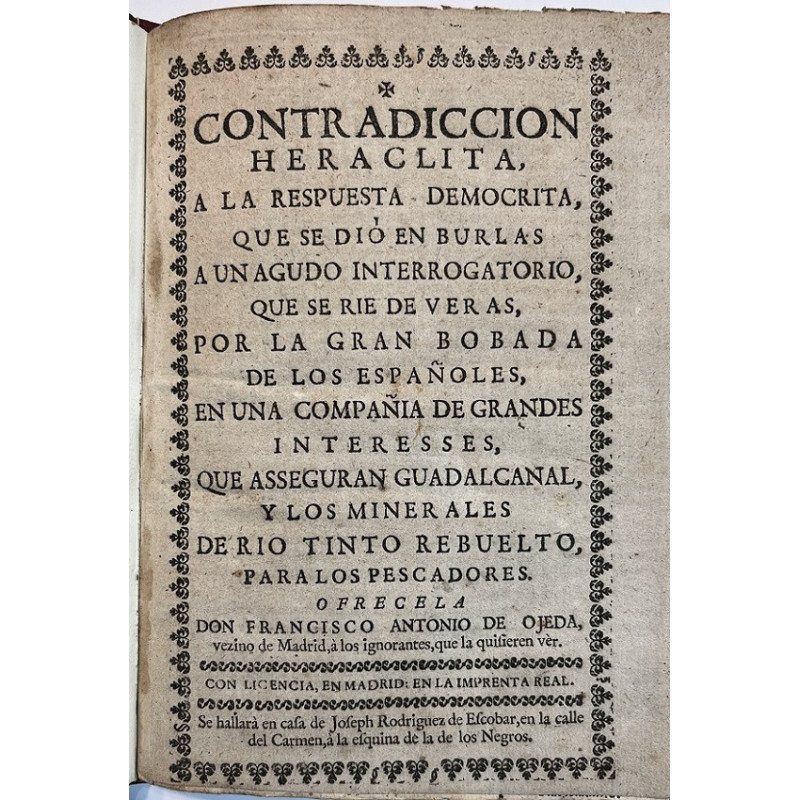 ✠
CONTRADICCION
HERACLITA,
A LA RESPUESTA DEMOCRITA,
QUE SE DIÒ EN BURLAS
A UN AGUDO INTERROGATORIO,
QUE SE RIE DE VERAS,
POR LA GRAN BOBADA
DE LOS ESPAÑOLES,
EN UNA COMPAÑIA DE GRANDES
INTERESSES,
QUE ASSEGURAN GUADALCANAL,
Y LOS MINERALES
DE RIO TINTO REBUELTO,
PARA LOS PESCADORES.
OFRECELA
DON FRANCISCO ANTONIO DE OJEDA,
vezino de Madrid, à los ignorantes, que la quiſieren vèr.
CON LICENCIA, EN MADRID: EN LA IMPRENTA REAL.
Se hallarà en caſa de Joſeph Rodriguez de Eſcobar, en la calle
del Carmen, à la eſquina de la de los Negros.